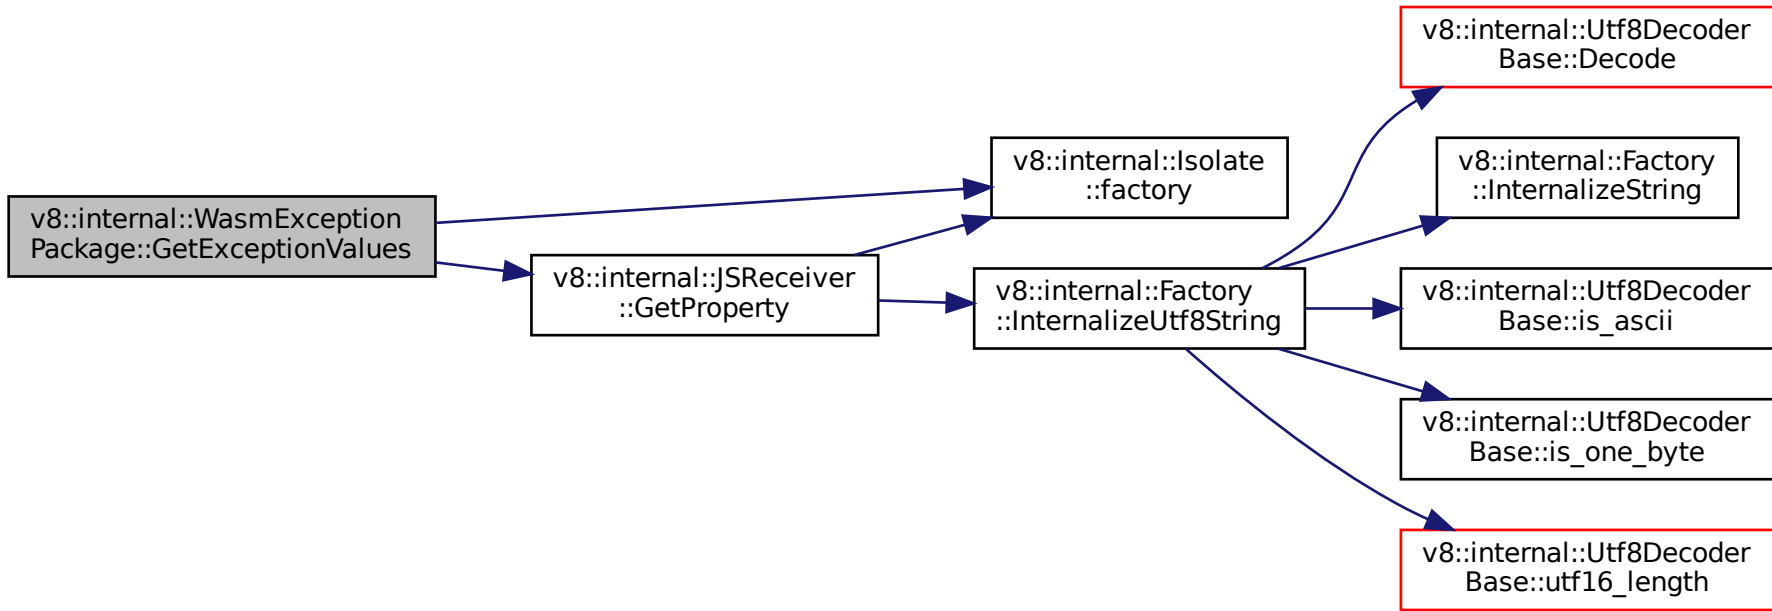 v8::internal::WasmException
Package::GetExceptionValues
v8::internal::JSReceiver
::GetProperty
v8::internal::Isolate
::factory
v8::internal::Factory
::InternalizeUtf8String
v8::internal::Utf8Decoder
Base::Decode
v8::internal::Factory
::InternalizeString
v8::internal::Utf8Decoder
Base::is_ascii
v8::internal::Utf8Decoder
Base::is_one_byte
v8::internal::Utf8Decoder
Base::utf16_length